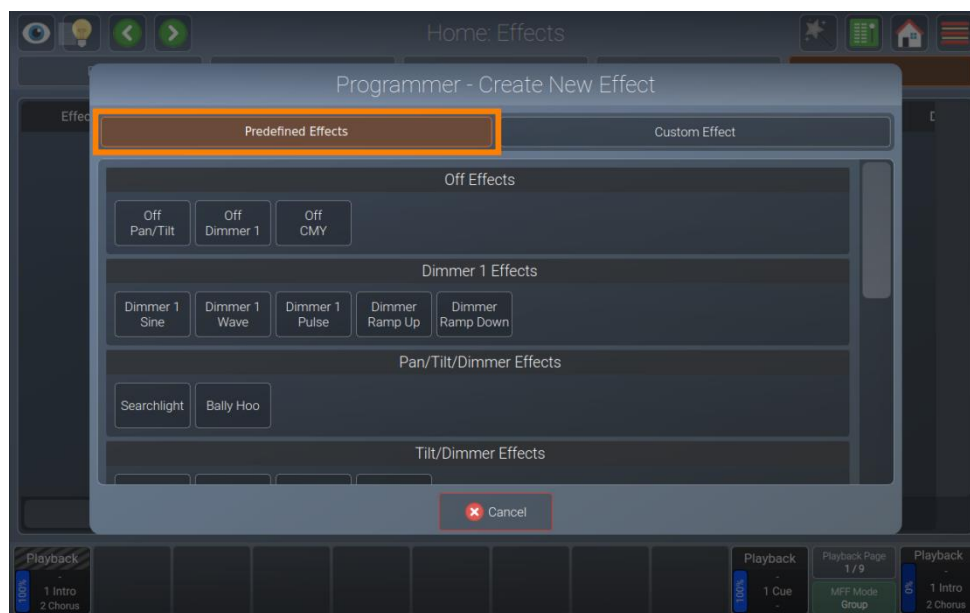 Home: Effects
Programmer - Create New Effect
Effec
D
Predefined Effects
Custom Effect
Off Effects
Off
Pan/Tilt
Off
Dimmer 1
Off
CMY
Dimmer 1 Effects
Dimmer 1
Sine
Dimmer 1
Wave
Dimmer 1
Pulse
Dimmer
Ramp Up
Dimmer
Ramp Down
Pan/Tilt/Dimmer Effects
Searchlight
Bally Hoo
Tilt/Dimmer Effects
Cancel
Playback
-
100%
1 Intro
2 Chorus
Playback
-
100%
1 Cue
-
Playback Page
1 / 9
MFF Mode
Group
Playback
-
0%
1 Intro
2 Chorus